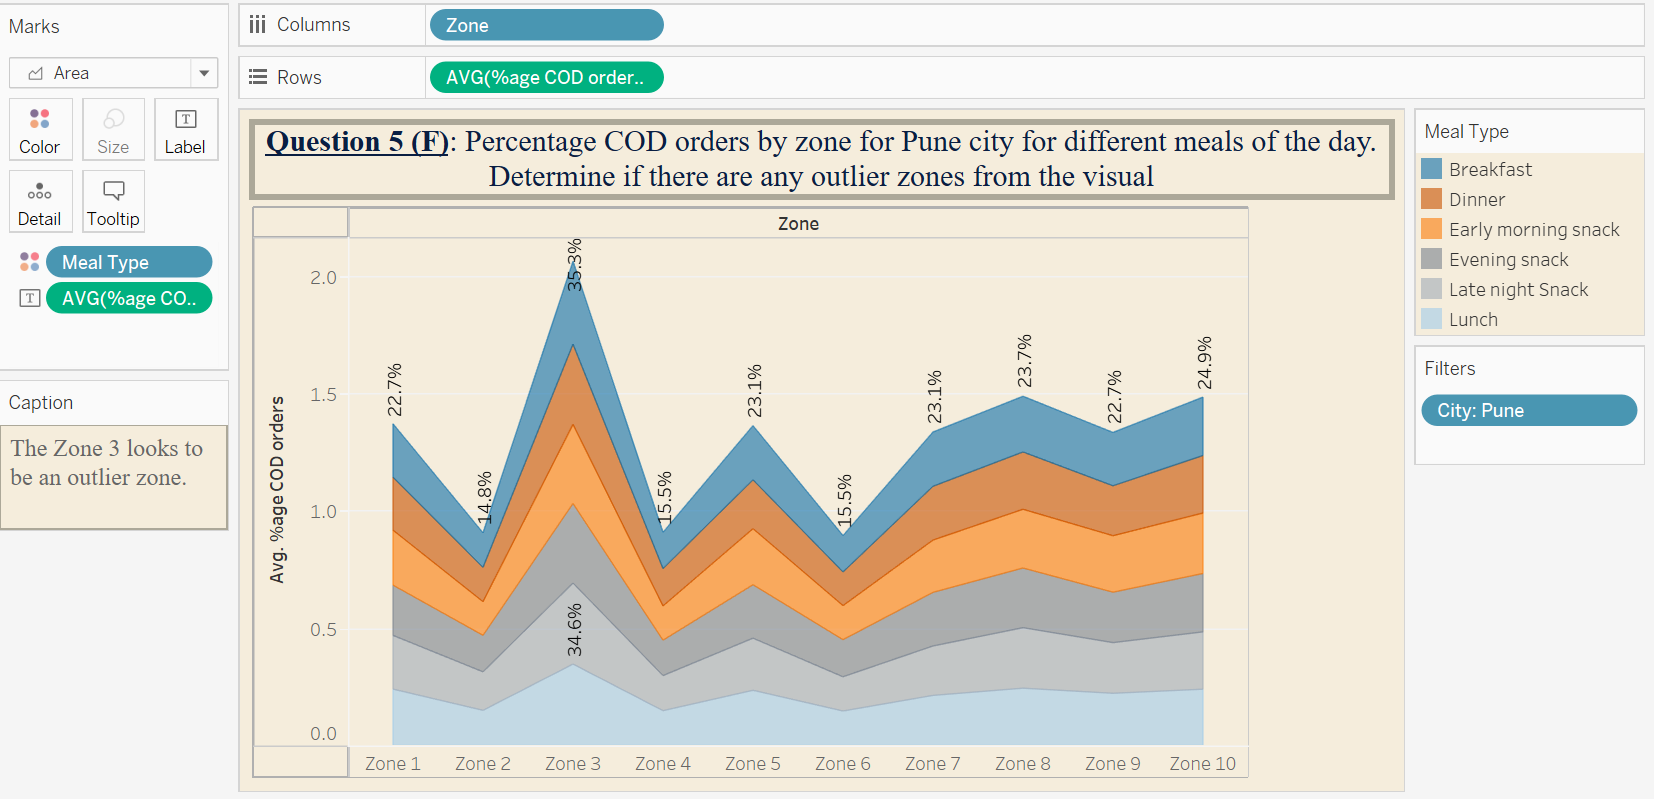 Marks
Area
Color
Size
Label
Detail
Tooltip
Meal Type
AVG(%age CO..
Caption
The Zone 3 looks to
be an outlier zone.
Columns
Zone
Rows
AVG(%age COD order..
Question 5 (F): Percentage COD orders by zone for Pune city for different meals of the day.
Determine if there are any outlier zones from the visual
Zone
Avg. %age COD orders
2.0
1.5
1.0
0.5
0.0
22.7%
14.8%
35.3%
34.6%
15.5%
23.1%
15.5%
23.1%
23.7%
22.7%
24.9%
Zone 1
Zone 2
Zone 3
Zone 4
Zone 5
Zone 6
Zone 7
Zone 8
Zone 9
Zone 10
Meal Type
Breakfast
Dinner
Early morning snack
Evening snack
Late night Snack
Lunch
Filters
City: Pune